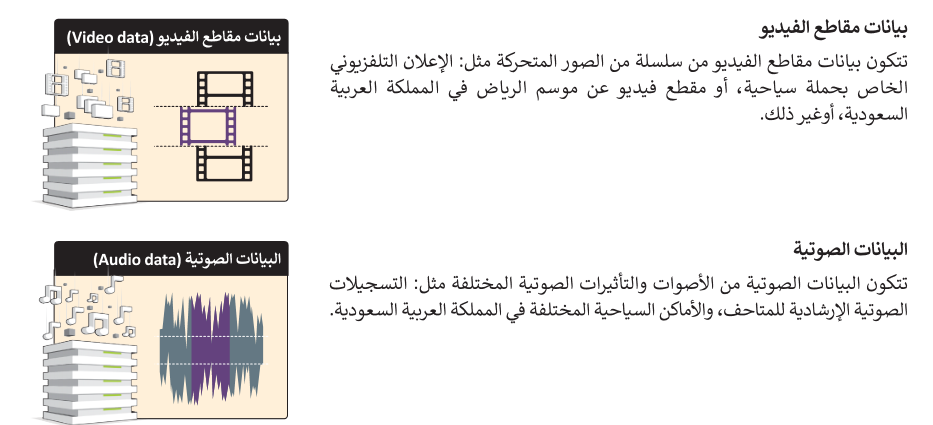 بيانات مقاطع الفيديو
تتكون بيانات مقاطع الفيديو من سلسلة من الصور المتحركة مثل: الإعلان التلفزيوني
الخاص بحملة سياحية، أو مقطع فيديو عن موسم الرياض في المملكة العربية
السعودية، أوغير ذلك.
بيانات مقاطع الفيديو (Video data)
البيانات الصوتية
تتكون البيانات الصوتية من الأصوات والتأثيرات الصوتية المختلفة مثل: التسجيلات
الصوتية الإرشادية للمتاحف، والأماكن السياحية المختلفة في المملكة العربية السعودية.
البيانات الصوتية (Audio data)